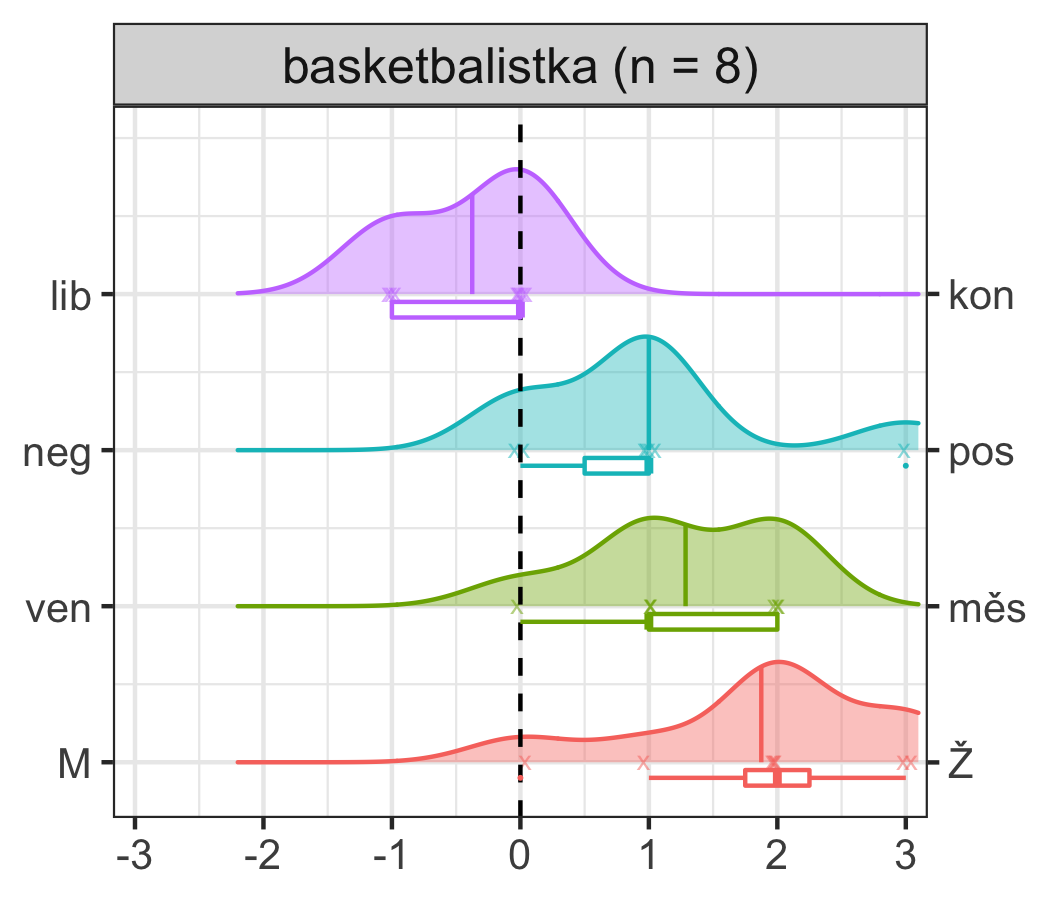 basketbalistka (n = 8)
lib kon
neg pos
ven měs
M Ž
-3 -2 -1 0 1 2 3